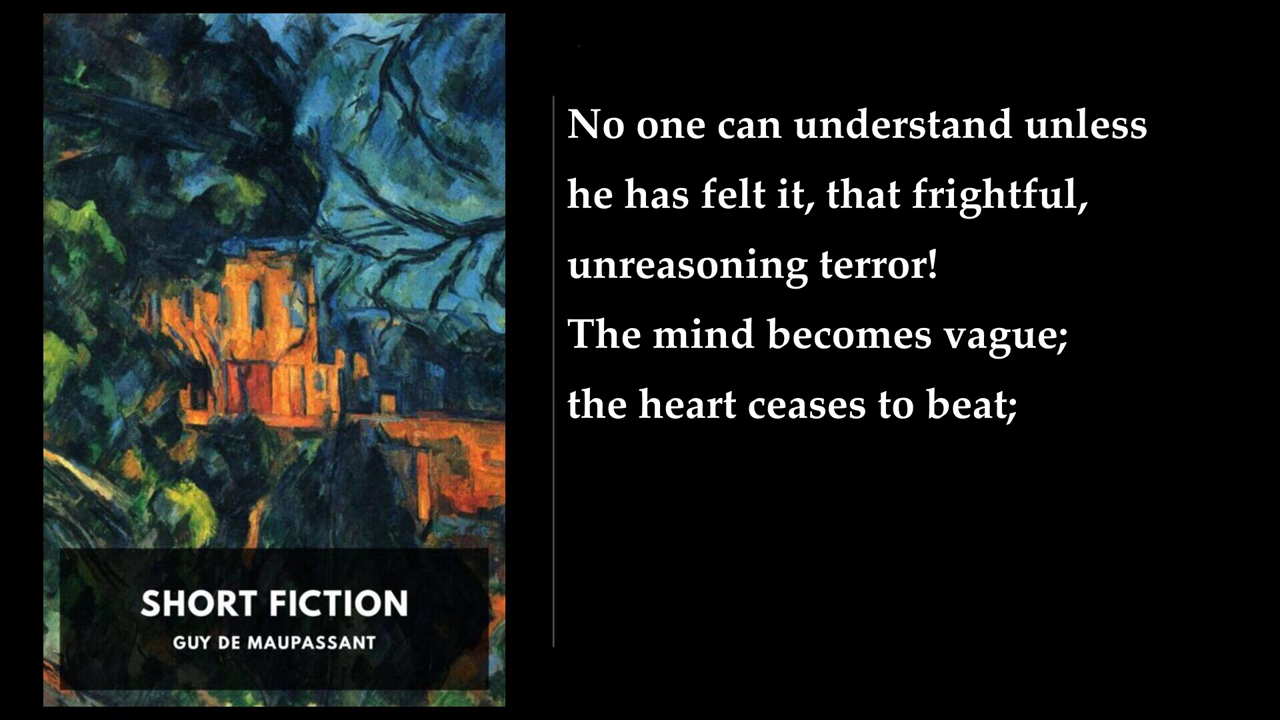 SHORT FICTION
GUY DE MAUPASSANT
No one can understand unless
he has felt it, that frightful,
unreasoning terror!
The mind becomes vague;
the heart ceases to beat;